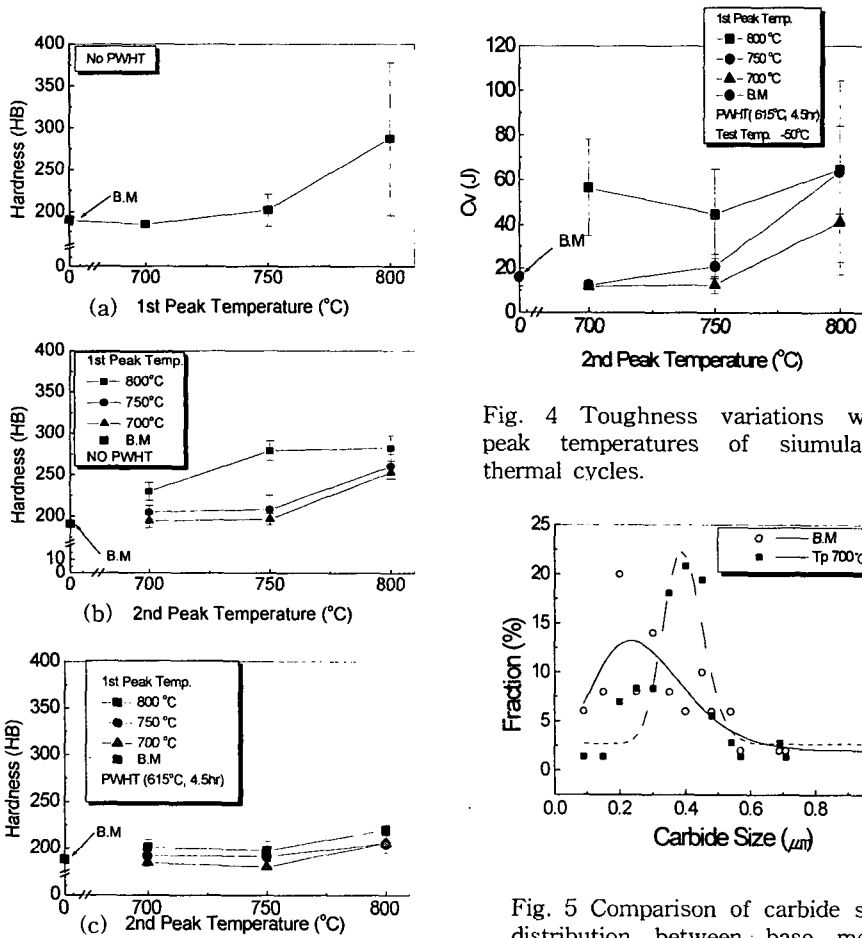 400
350
300
250
200
0
Hardness (HB)
No PWHT
B.M
0
700
750
800
(a) 1st Peak Temperature (°C)
400
350
300
250
200
10
0
Hardness (HB)
1st Peak Temp.
800°C
750°C
700°C
B.M
NO PWHT
B.M
0
700
750
800
(b) 2nd Peak Temperature (°C)
400
350
300
250
200
0
Hardness (HB)
1st Peak Temp.
800 °C
750 °C
700 °C
B.M
PWHT (615°C, 4.5hr)
B.M
0
700
750
800
(c) 2nd Peak Temperature (°C)
1st Peak Temp.
800 °C
750 °C
700 °C
B.M
PWHT( 615°C, 4.5hr)
Test Temp. -50°C
120
100
80
60
40
20
0
Cv (J)
B.M
0
700
750
800
2nd Peak Temperature (°C)
Fig. 4 Toughness variations
peak temperatures of
thermal cycles.
25
20
15
10
5
0
Fraction (%)
B.M
Tp 700°C
0.0
0.2
0.4
0.6
0.8
Carbide Size (㎛)
Fig. 5 Comparison of carbide
distribution between base